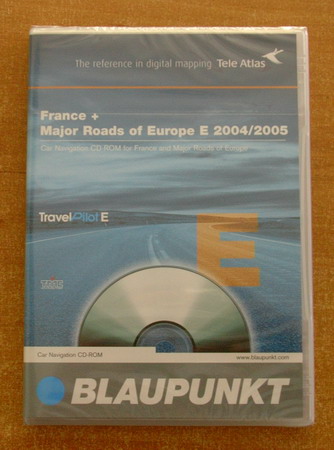 The reference in digital mapping Tele Atlas
France +
Major Roads of Europe E 2004/2005
Car Navigation CD-ROM for France and Major Roads of Europe
TravelPilot E
E
Car Navigation CD-ROM
www.blaupunkt.com
BLAUPUNKT